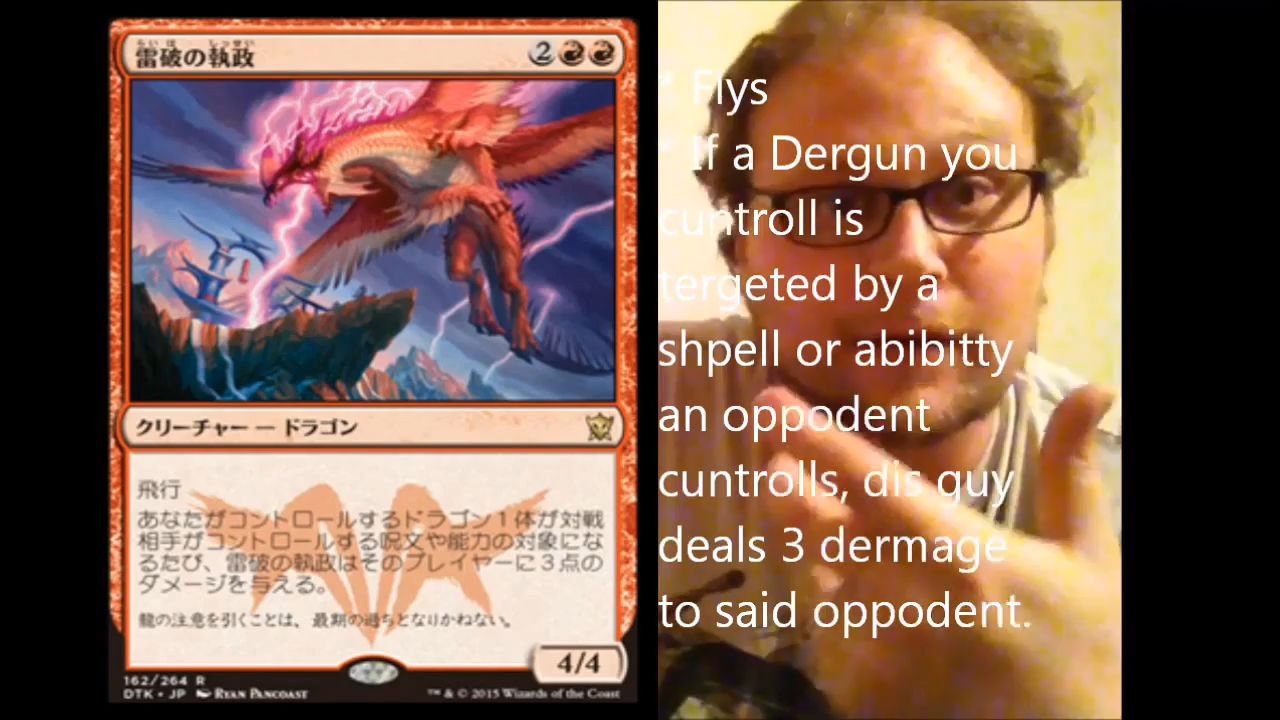 らいは しっせい
雷破の執政
2
クリーチャー — ドラゴン
飛行
あなたがコントロールするドラゴン1体が対戦
相手がコントロールする呪文や能力の対象にな
るたび、雷破の執政はそのプレイヤーに3点の
ダメージを与える。
龍の注意を引くことは、最期の過ちとなりかねない。
4/4
162/264 R
DTK • JP Ryan Pancoast
™ & © 2015 Wizards of the Coast
* Flys
* If a Dergun you
cuntroll is
tergeted by a
shpell or abibitty
an oppodent
cuntrolls, dis guy
deals 3 dermage
to said oppodent.